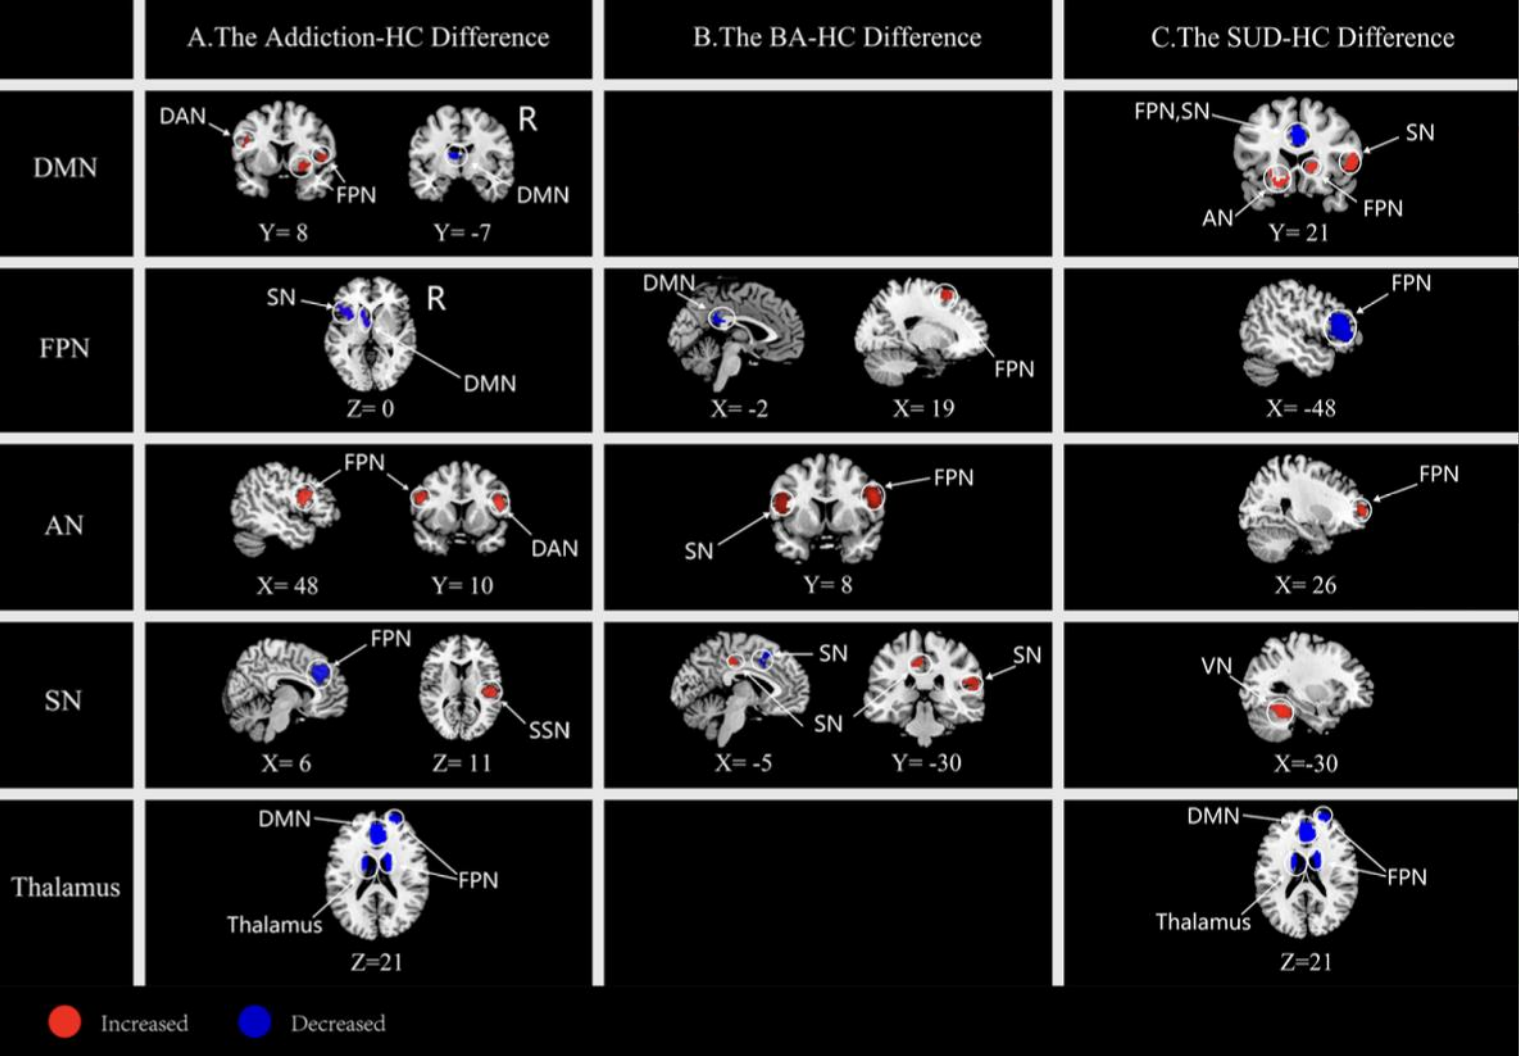 A.The Addiction-HC Difference
B.The BA-HC Difference
C.The SUD-HC Difference
DMN
DAN
R
FPN
DMN
Y= 8
Y= -7
FPN,SN
SN
AN
FPN
Y= 21
FPN
SN
R
DMN
Z= 0
DMN
FPN
X= -2
X= 19
FPN
X= -48
AN
FPN
DAN
X= 48
Y= 10
FPN
SN
Y= 8
FPN
X= 26
SN
FPN
SSN
X= 6
Z= 11
SN
SN
SN
X= -5
Y= -30
VN
X=-30
Thalamus
DMN
FPN
Thalamus
Z=21
DMN
FPN
Thalamus
Z=21
Increased
Decreased